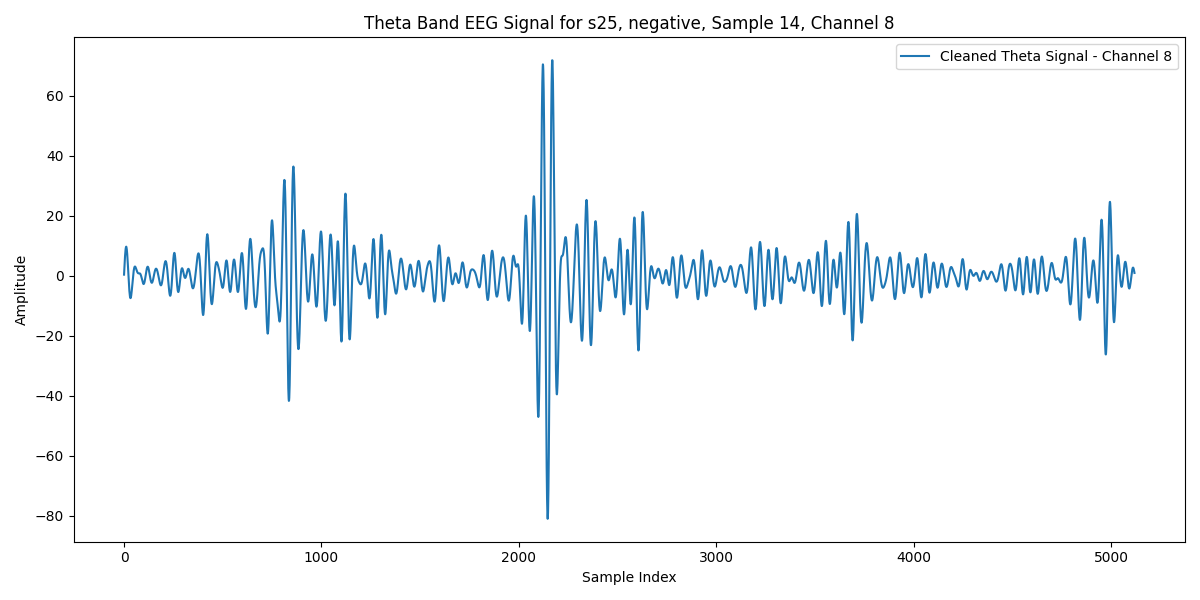 Theta Band EEG Signal for s25, negative, Sample 14, Channel 8
Cleaned Theta Signal - Channel 8
Amplitude
60
40
20
0
−20
−40
−60
−80
0 1000 2000 3000 4000 5000
Sample Index